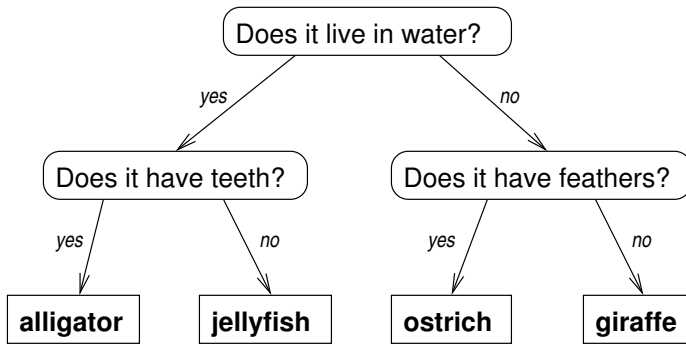 Does it live in water?
yes
no
Does it have teeth?
Does it have feathers?
yes
no
yes
no
alligator
jellyfish
ostrich
giraffe